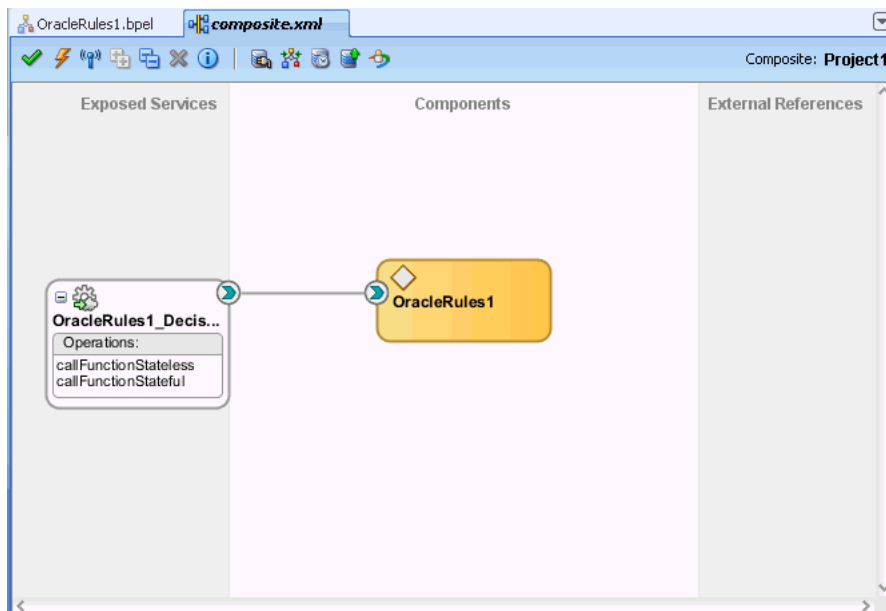 OracleRules1.bpel
composite.xml
Composite: Project1
Exposed Services
Components
External References
OracleRules1_Decis...
Operations:
callFunctionStateless
callFunctionStateful
OracleRules1